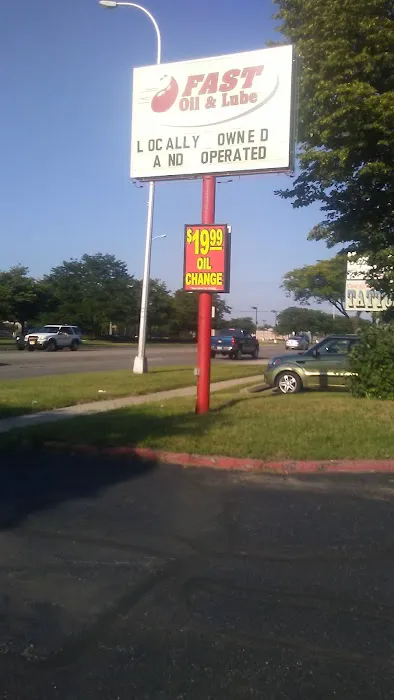 FAST
Oil & Lube
LOCALLY OWNED
AND OPERATED
$19.99
OIL
CHANGE
TATTO